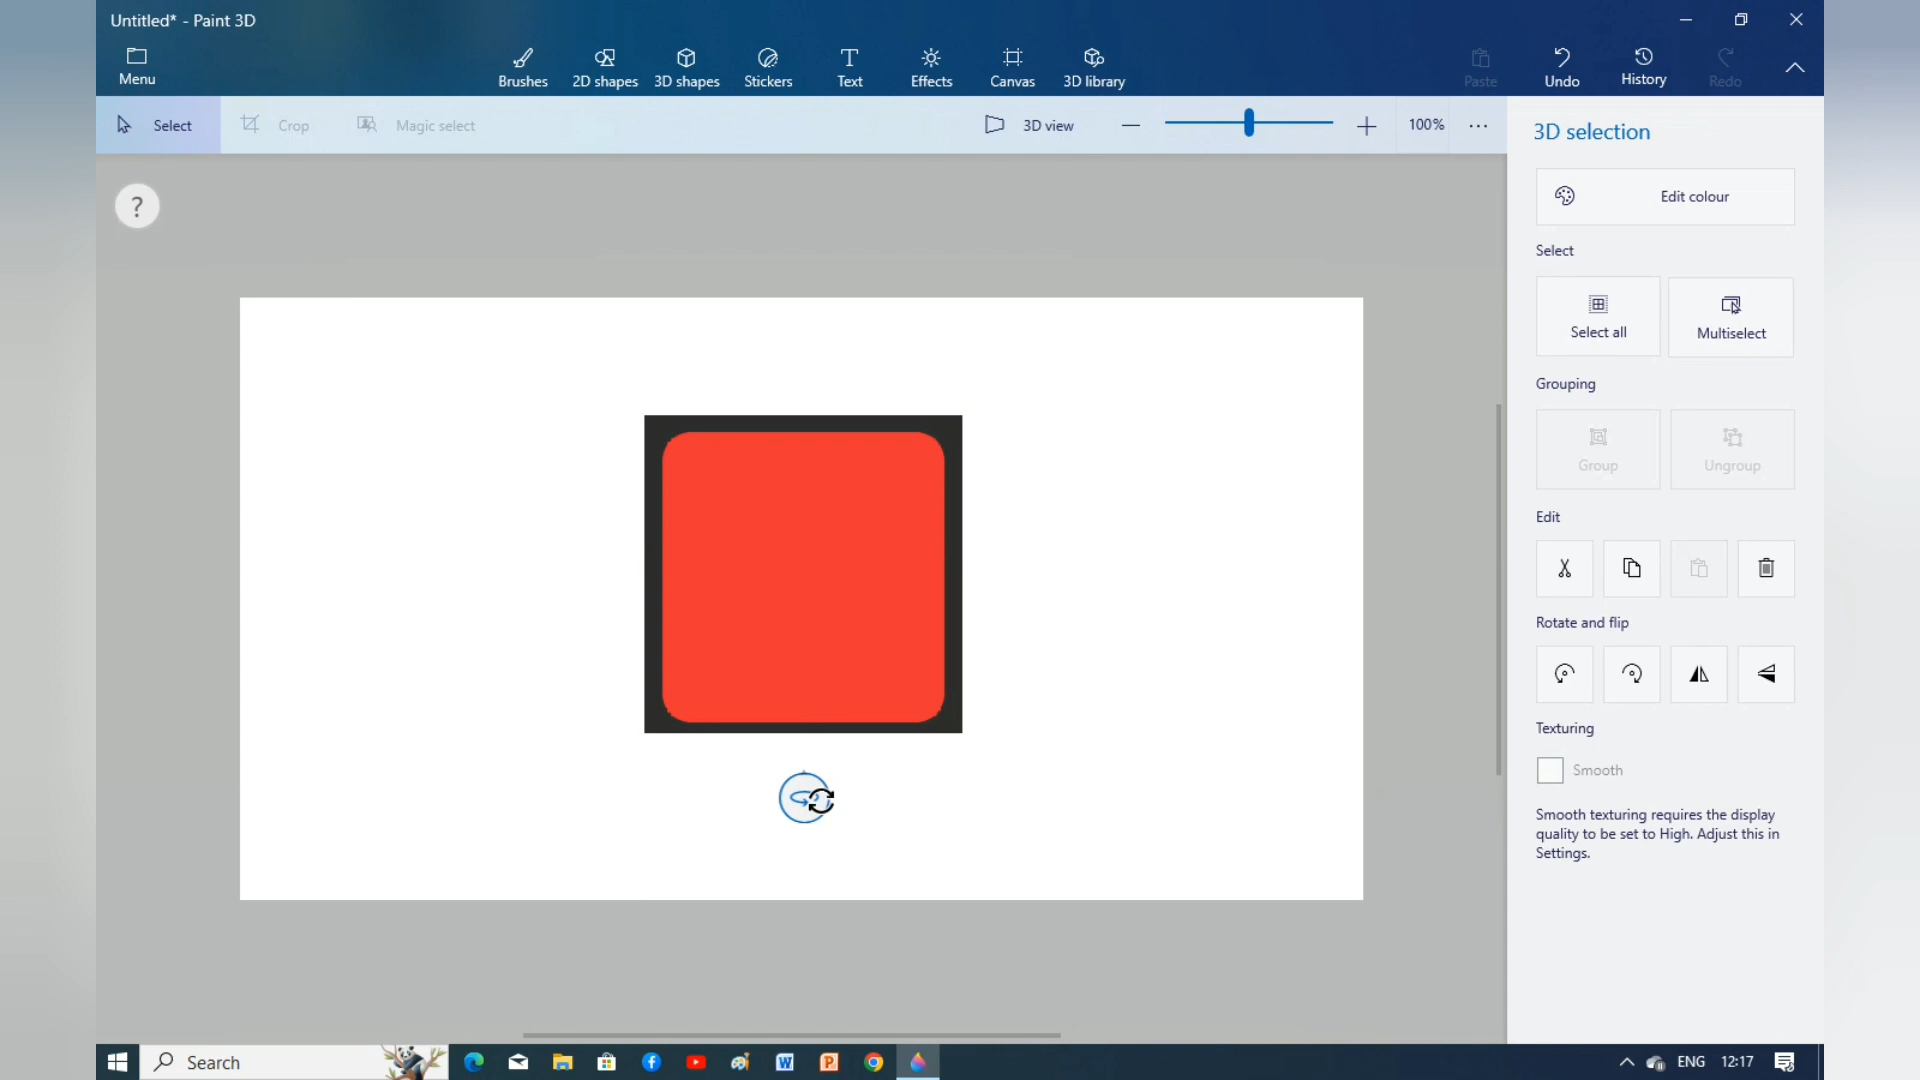 Untitled* - Paint 3D
Menu
Brushes
2D shapes
3D shapes
Stickers
Text
Effects
Canvas
3D library
Paste
Undo
History
Redo
Select
Crop
Magic select
3D view
100%
3D selection
Edit colour
Select
Select all
Multiselect
Grouping
Group
Ungroup
Edit
Rotate and flip
Texturing
Smooth
Smooth texturing requires the display
quality to be set to High. Adjust this in
Settings.
Search
ENG
12:17